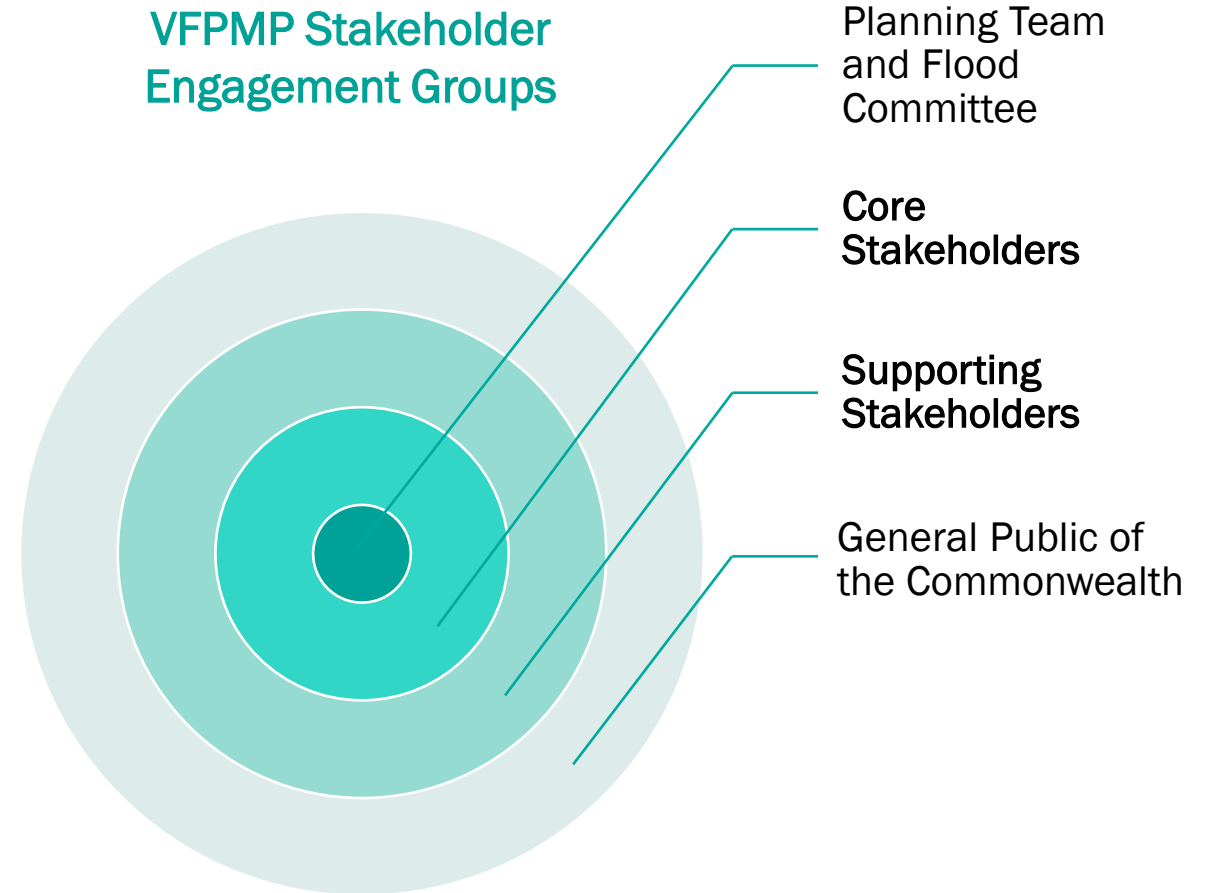 VFPMP Stakeholder
Engagement Groups
Planning Team
and Flood
Committee
Core
Stakeholders
Supporting
Stakeholders
General Public of
the Commonwealth